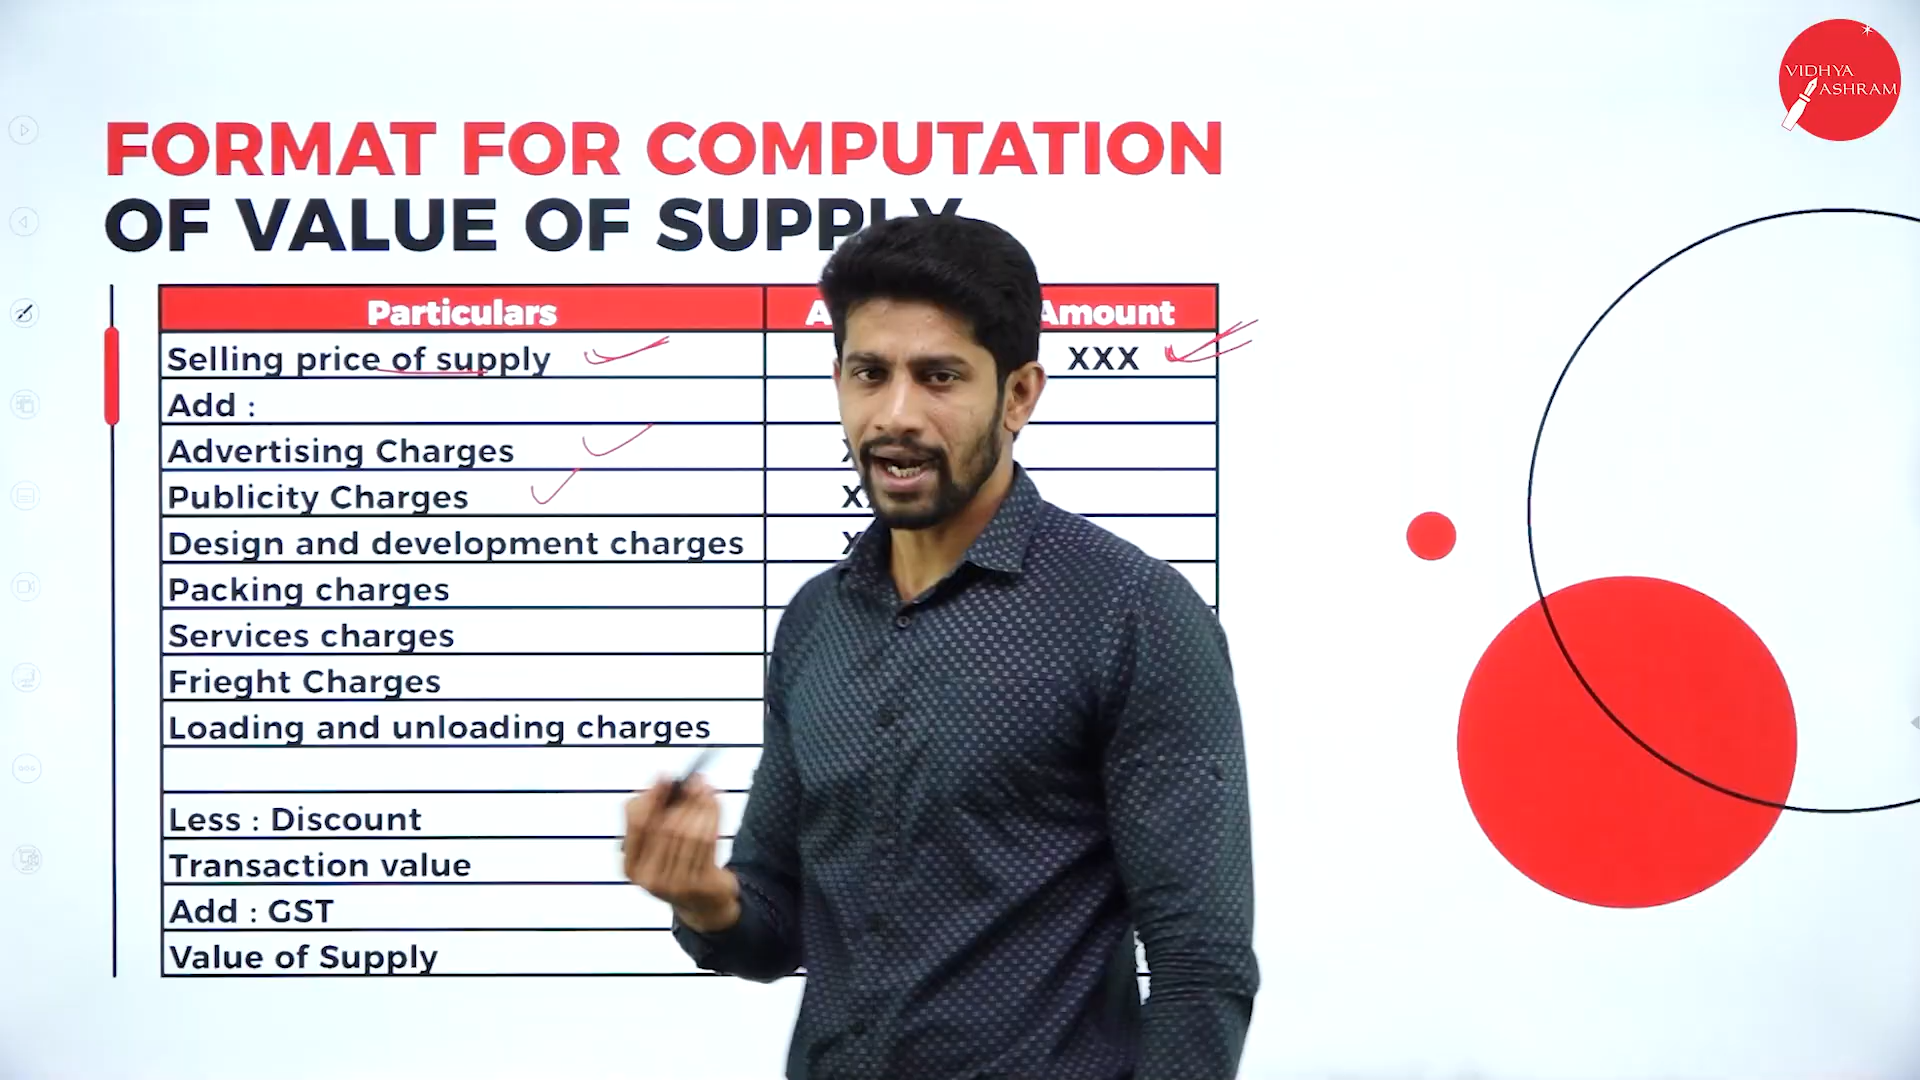 VIDHYA
ASHRAM
FORMAT FOR COMPUTATION
OF VALUE OF SUPPLY
Particulars Amount
Selling price of supply XXX
Add :
Advertising Charges
Publicity Charges
Design and development charges
Packing charges
Services charges
Frieght Charges
Loading and unloading charges
Less : Discount
Transaction value
Add : GST
Value of Supply